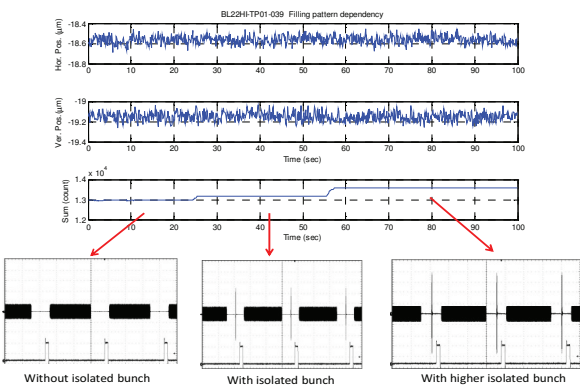 BL22HI-TP01-039 Filling pattern dependency
Hor. Pos. (μm)
-18.4
-18.6
-18.8
0 10 20 30 40 50 60 70 80 90 100
Ver. Pos. (μm)
-19
-19.2
-19.4
0 10 20 30 40 50 60 70 80 90 100
Time (sec)
x 10⁴
Sum (count)
1.4
1.3
1.2
0 10 20 30 40 50 60 70 80 90 100
Time (sec)
Without isolated bunch
With isolated bunch
With higher isolated bunch